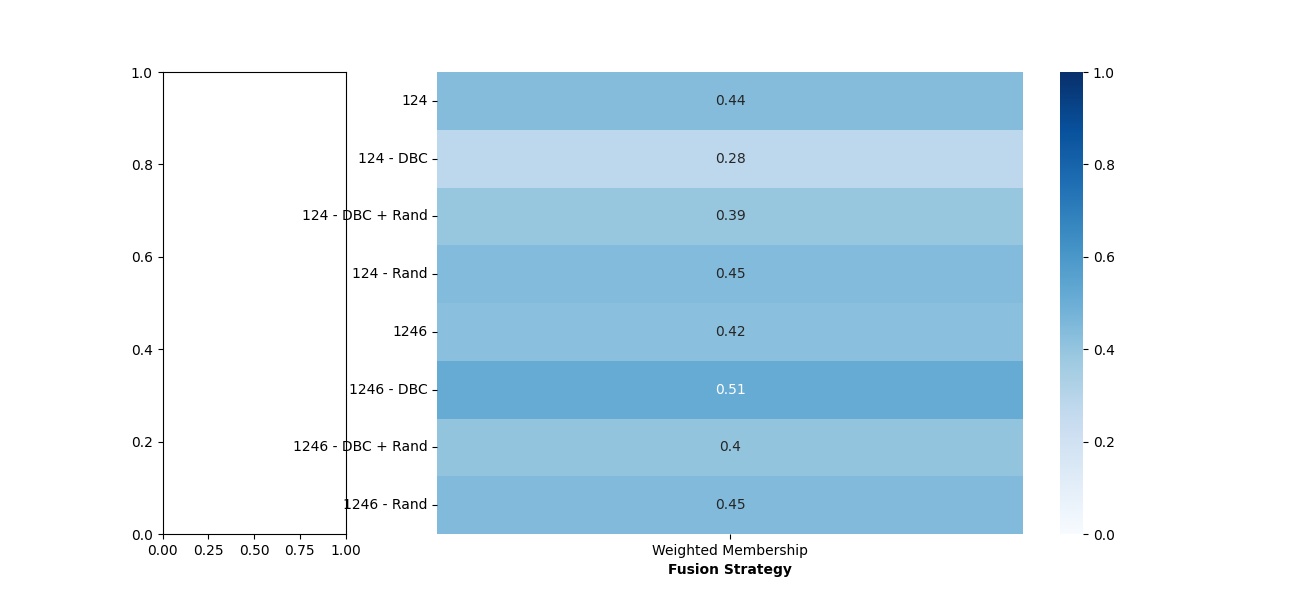 1.0
0.8
0.6
0.4
0.2
0.0
0.00 0.25 0.50 0.75 1.00
124 0.44
124 - DBC 0.28
124 - DBC + Rand 0.39
124 - Rand 0.45
1246 0.42
1246 - DBC 0.51
1246 - DBC + Rand 0.4
1246 - Rand 0.45
Weighted Membership
Fusion Strategy
1.0
0.8
0.6
0.4
0.2
0.0